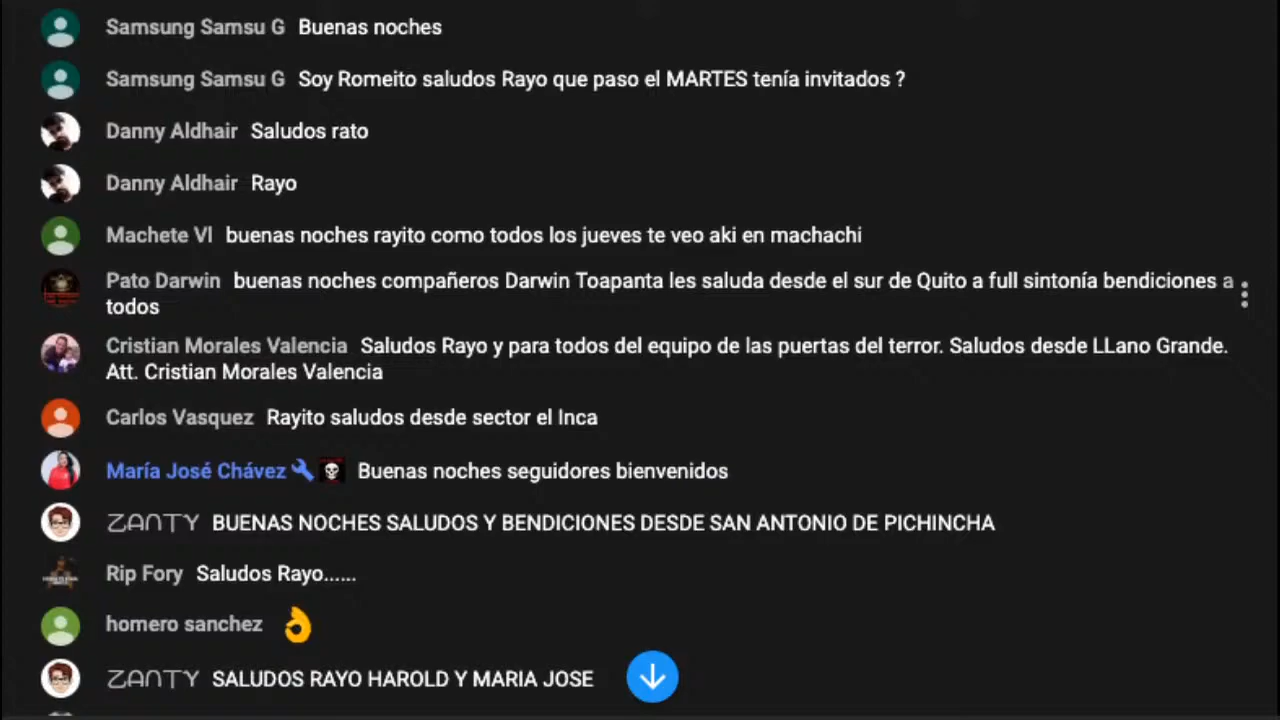 Samsung Samsu G Buenas noches
Samsung Samsu G Soy Romeito saludos Rayo que paso el MARTES tenía invitados ?
Danny Aldhair Saludos rato
Danny Aldhair Rayo
Machete Vl buenas noches rayito como todos los jueves te veo aki en machachi
Pato Darwin buenas noches compañeros Darwin Toapanta les saluda desde el sur de Quito a full sintonía bendiciones a
todos
Cristian Morales Valencia Saludos Rayo y para todos del equipo de las puertas del terror. Saludos desde LLano Grande.
Att. Cristian Morales Valencia
Carlos Vasquez Rayito saludos desde sector el Inca
María José Chávez Buenas noches seguidores bienvenidos
ZANTY BUENAS NOCHES SALUDOS Y BENDICIONES DESDE SAN ANTONIO DE PICHINCHA
Rip Fory Saludos Rayo......
homero sanchez 👌
ZANTY SALUDOS RAYO HAROLD Y MARIA JOSE